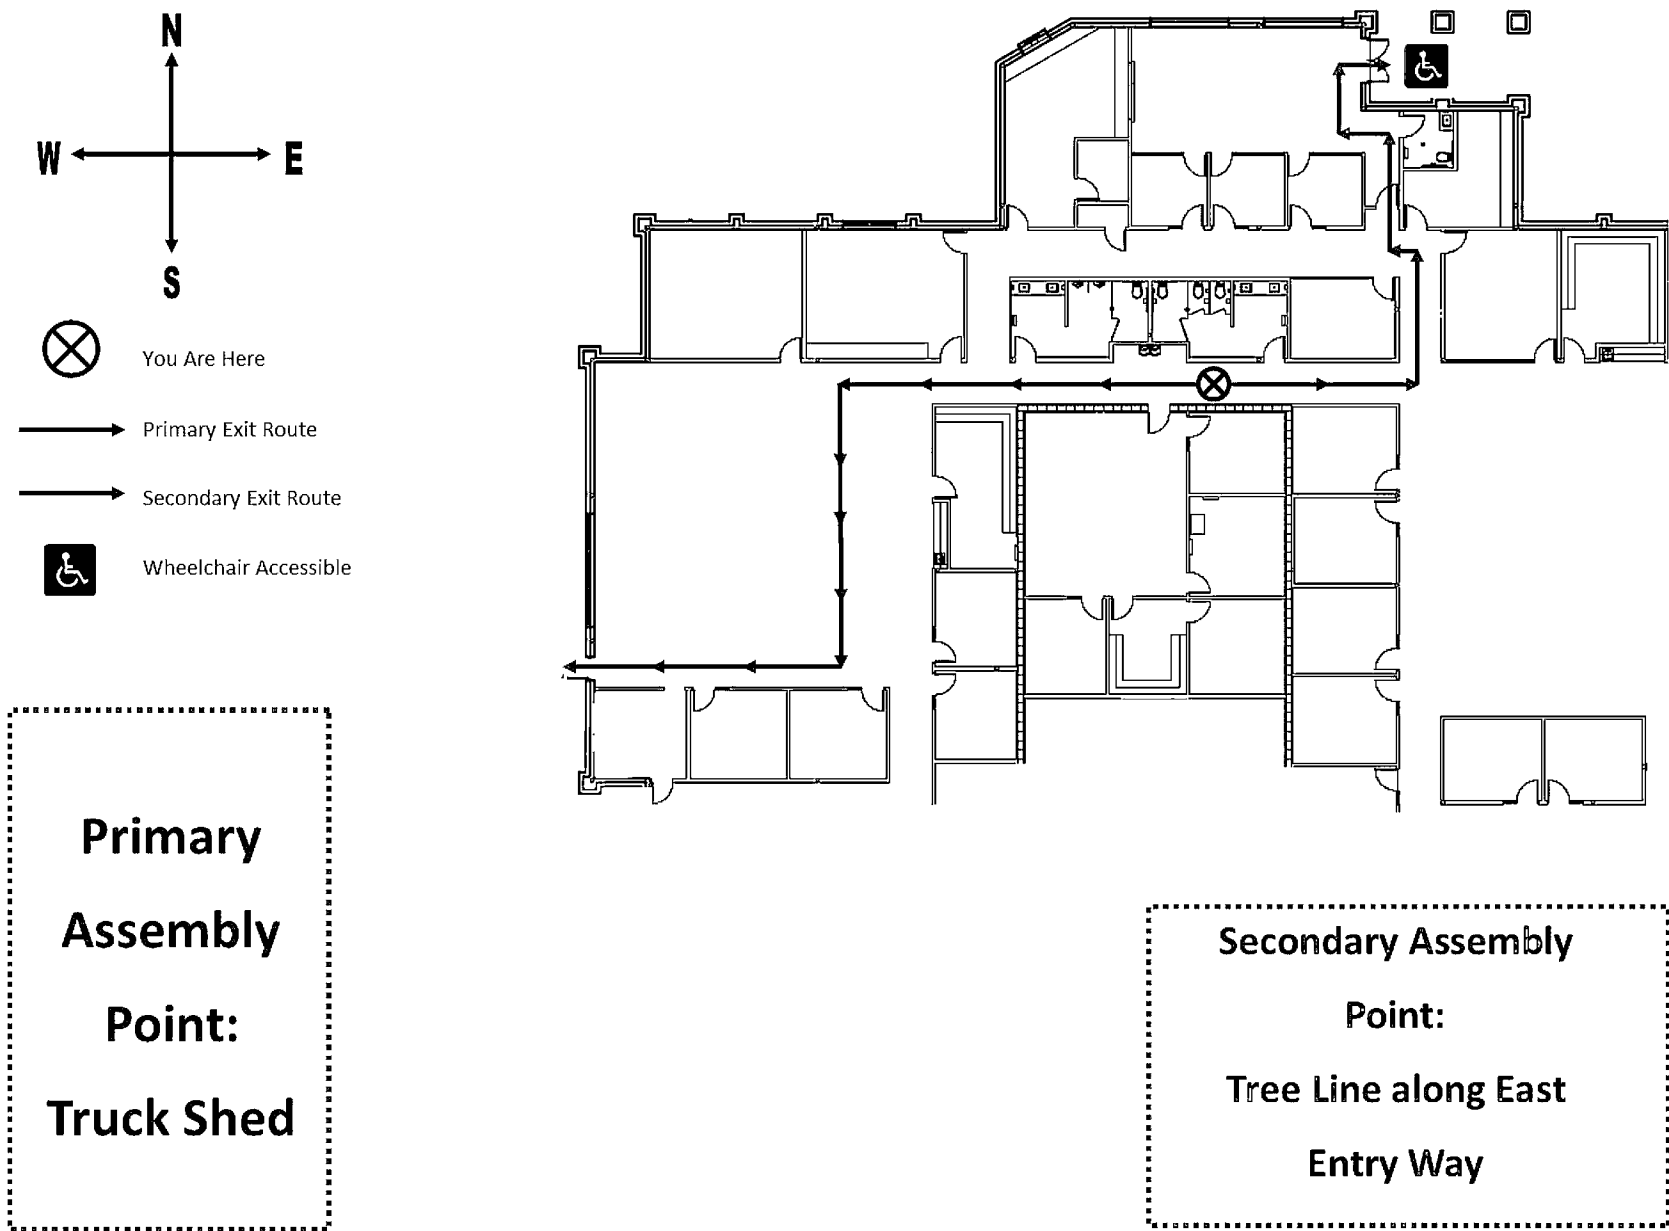 N
W E
S
You Are Here
Primary Exit Route
Secondary Exit Route
Wheelchair Accessible
Primary
Assembly
Point:
Truck Shed
Secondary Assembly
Point:
Tree Line along East
Entry Way